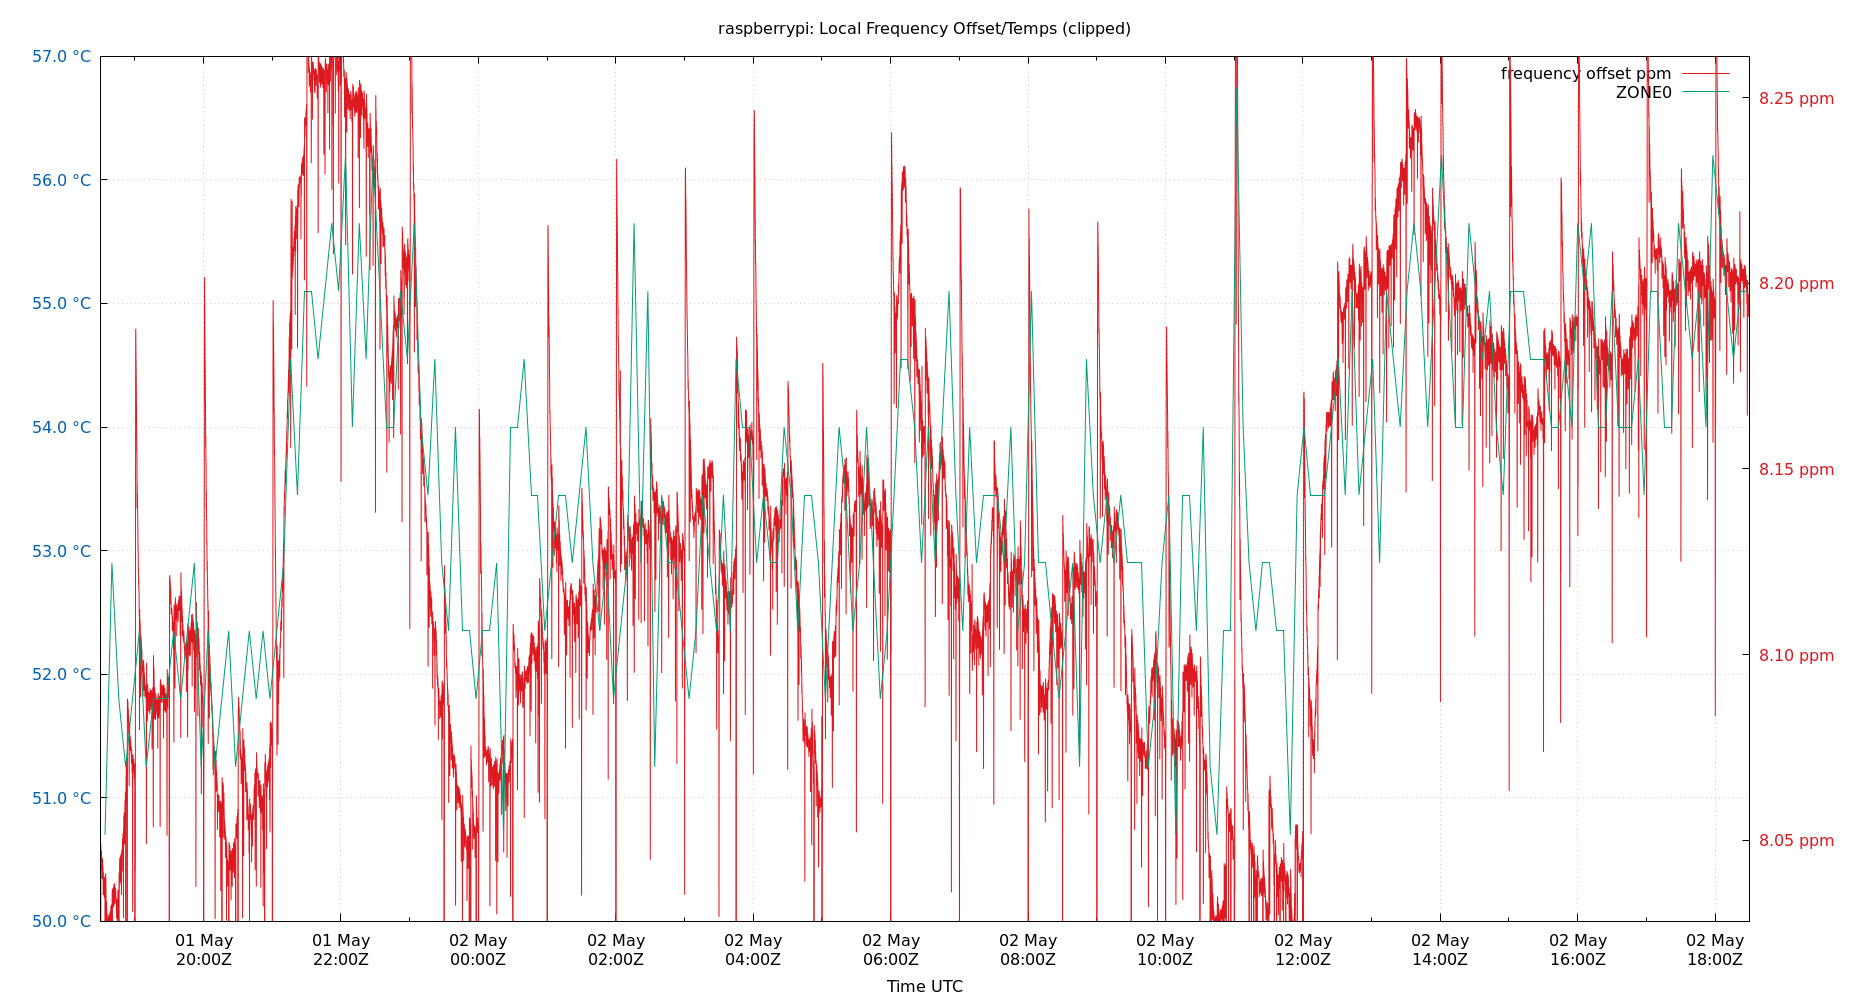 raspberrypi: Local Frequency Offset/Temps (clipped)
57.0 °C
56.0 °C
55.0 °C
54.0 °C
53.0 °C
52.0 °C
51.0 °C
50.0 °C
frequency offset ppm
ZONE0
8.25 ppm
8.20 ppm
8.15 ppm
8.10 ppm
8.05 ppm
01 May 01 May 02 May 02 May 02 May 02 May 02 May 02 May 02 May 02 May 02 May 02 May
20:00Z 22:00Z 00:00Z 02:00Z 04:00Z 06:00Z 08:00Z 10:00Z 12:00Z 14:00Z 16:00Z 18:00Z
Time UTC